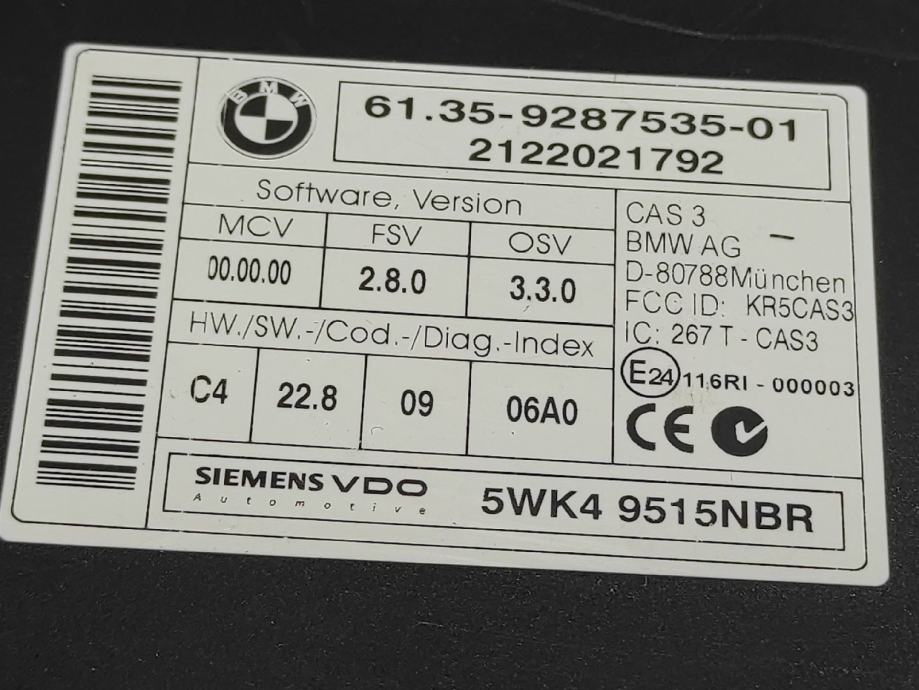 BMW
61.35-9287535-01
2122021792
Software, Version
MCV FSV OSV
00.00.00 2.8.0 3.3.0
HW./SW.-/Cod.-/Diag.-Index
C4 22.8 09 06A0
CAS 3 –
BMW AG
D-80788München
FCC ID: KR5CAS3
IC: 267 T - CAS3
E24 116RI - 000003
CE
SIEMENS VDO
Automotive
5WK4 9515NBR